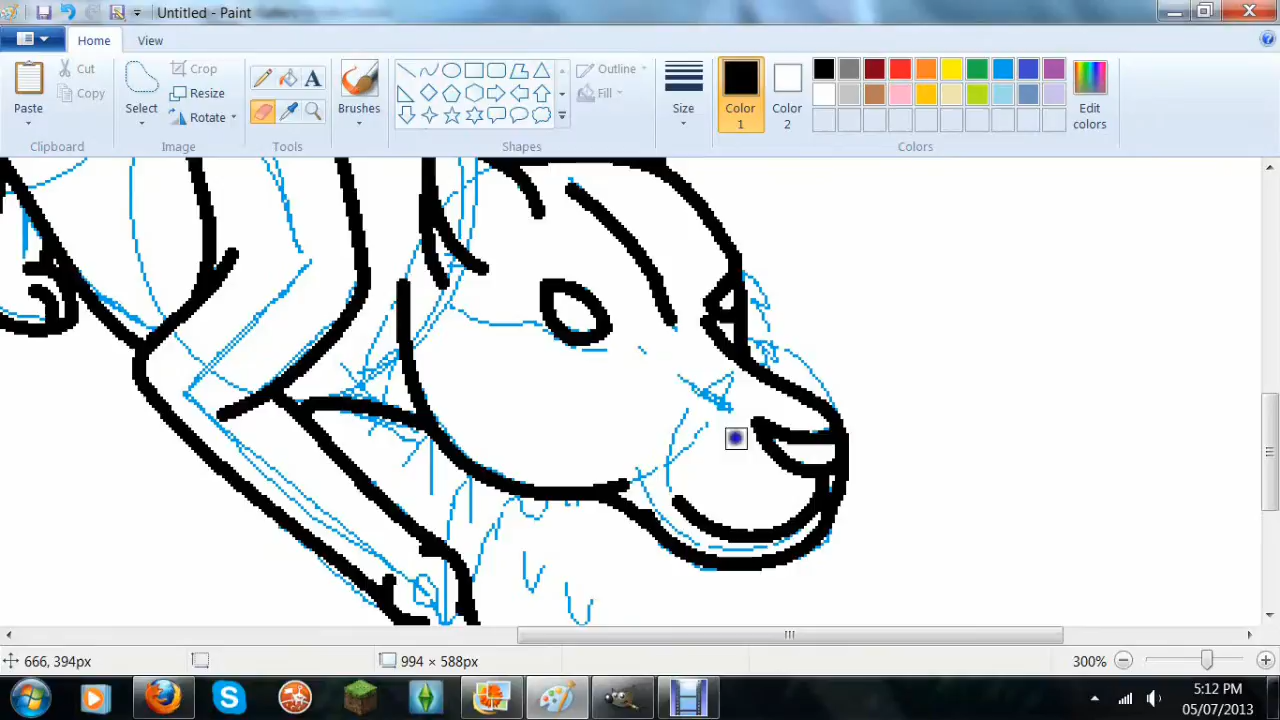 Untitled - Paint
Home View
Paste
Cut
Copy
Clipboard
Select
Crop
Resize
Rotate
Image
A
Tools
Brushes
Outline
Fill
Shapes
Size
Color 1
Color 2
Edit colors
Colors
666, 394px
994 × 588px
300%
5:12 PM
05/07/2013